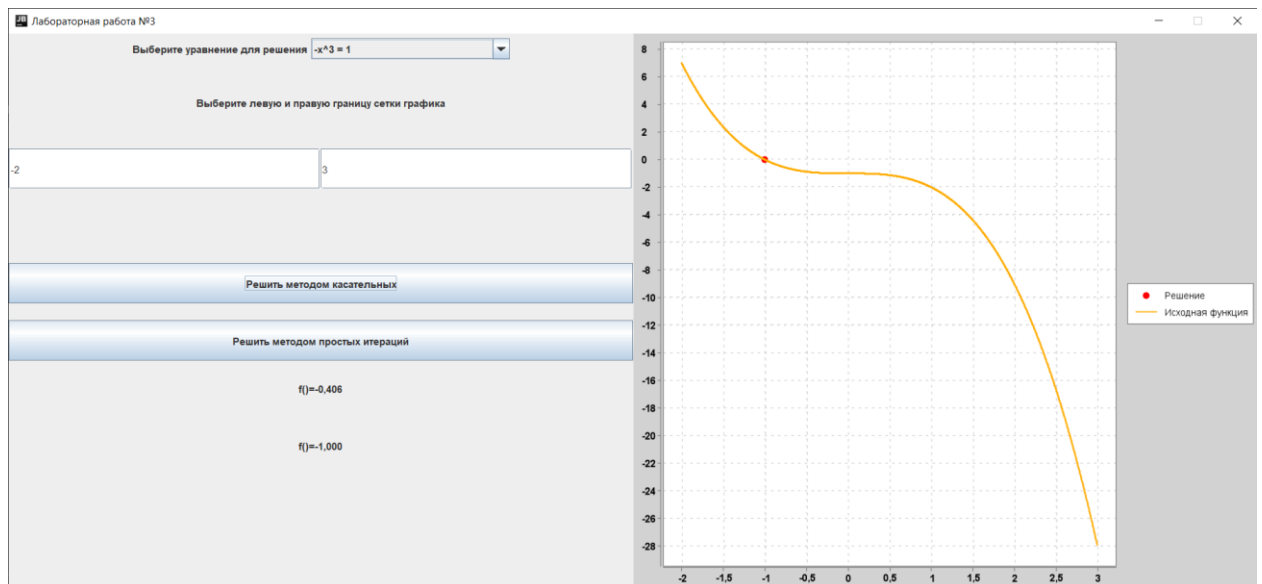 Лабораторная работа №3
Выберите уравнение для решения -x^3 = 1
Выберите левую и правую границу сетки графика
-2 3
Решить методом касательных
Решить методом простых итераций
f()=-0,406
f()=-1,000
8
6
4
2
0
-2
-4
-6
-8
-10
-12
-14
-16
-18
-20
-22
-24
-26
-28
-2 -1,5 -1 -0,5 0 0,5 1 1,5 2 2,5 3
Решение
Исходная функция